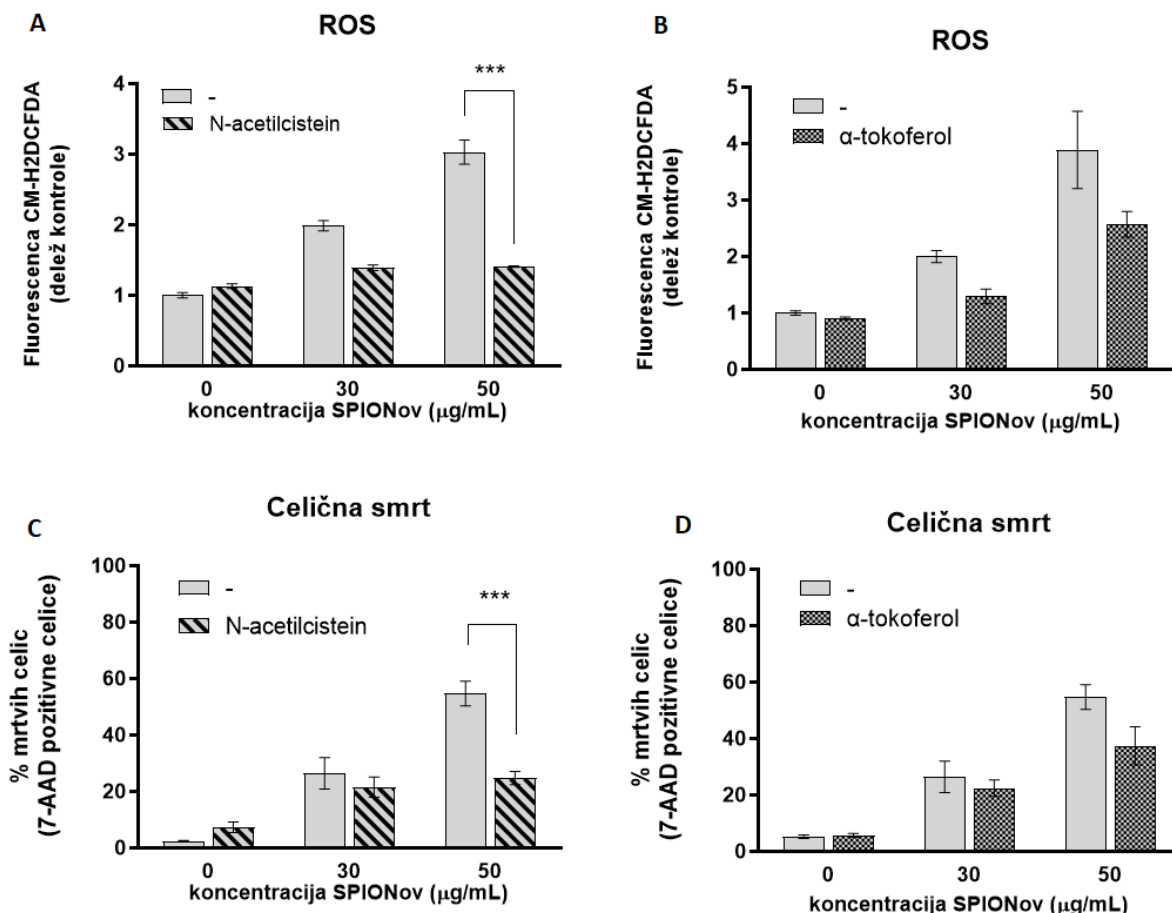 A
ROS
Fluorescenca CM-H2DCFDA
(delež kontrole)
4
3
2
1
0
-
N-acetilcistein
***
0 30 50
koncentracija SPIONov (μg/mL)
B
ROS
Fluorescenca CM-H2DCFDA
(delež kontrole)
5
4
3
2
1
0
-
α-tokoferol
0 30 50
koncentracija SPIONov (μg/mL)
C
Celična smrt
% mrtvih celic
(7-AAD pozitivne celice)
100
80
60
40
20
0
-
N-acetilcistein
***
0 30 50
koncentracija SPIONov (μg/mL)
D
Celična smrt
% mrtvih celic
(7-AAD pozitivne celice)
100
80
60
40
20
0
-
α-tokoferol
0 30 50
koncentracija SPIONov (μg/mL)